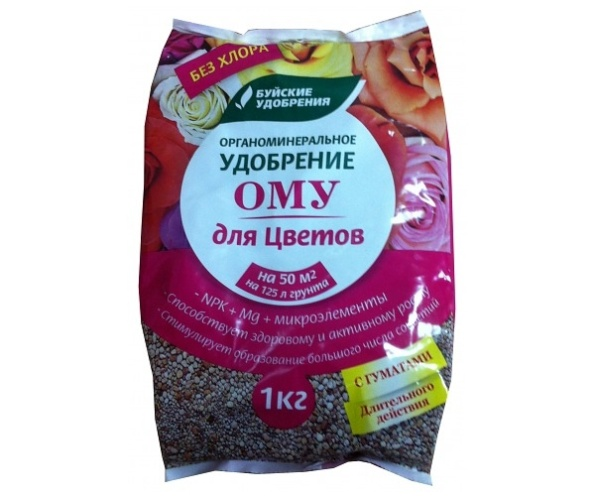 БЕЗ ХЛОРА
БУЙСКИЕ
УДОБРЕНИЯ
ОРГАНОМИНЕРАЛЬНОЕ
УДОБРЕНИЕ
ОМУ
для Цветов
на 50 м2
на 125 л грунта
- NPK + Mg + микроэлементы
- Способствует здоровому и активному росту
- Стимулирует образование большого числа соцветий
С ГУМАТАМИ
Длительного
действия
1кг